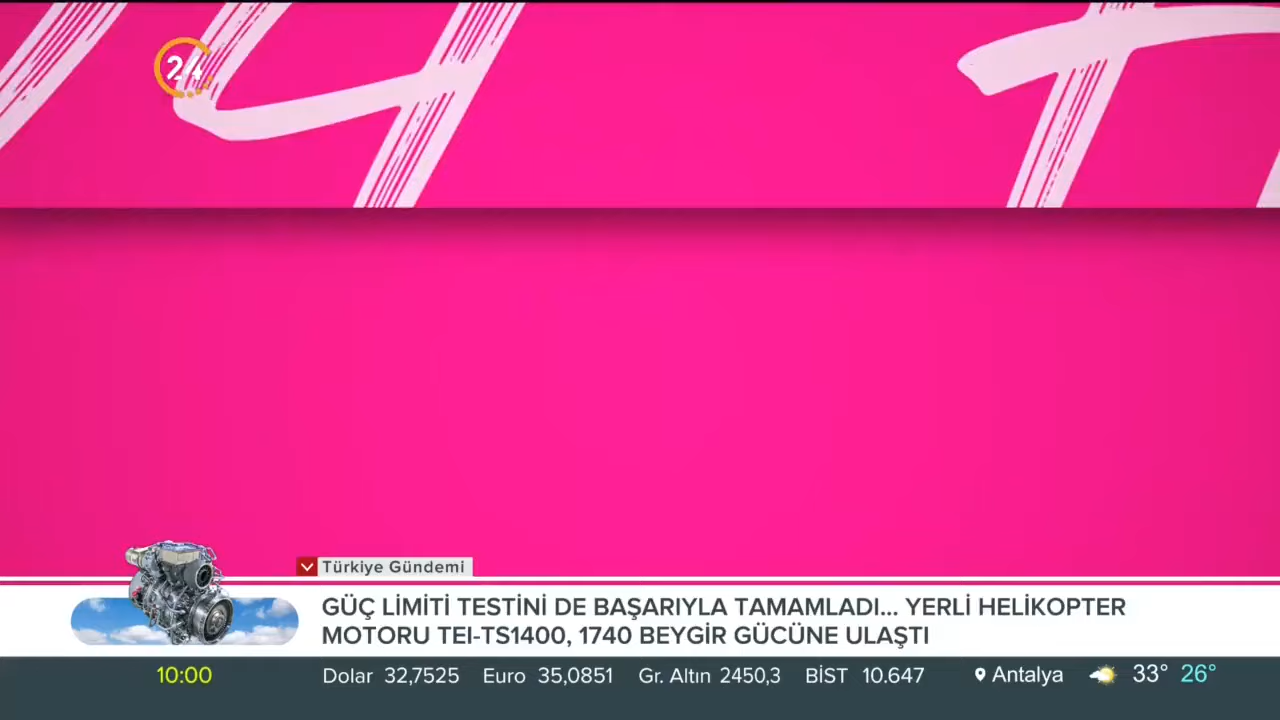 24
Türkiye Gündemi
GÜÇ LİMİTİ TESTİNİ DE BAŞARIYLA TAMAMLADI... YERLİ HELİKOPTER
MOTORU TEI-TS1400, 1740 BEYGİR GÜCÜNE ULAŞTI
10:00 Dolar 32,7525 Euro 35,0851 Gr. Altın 2450,3 BİST 10.647 Antalya 33° 26°